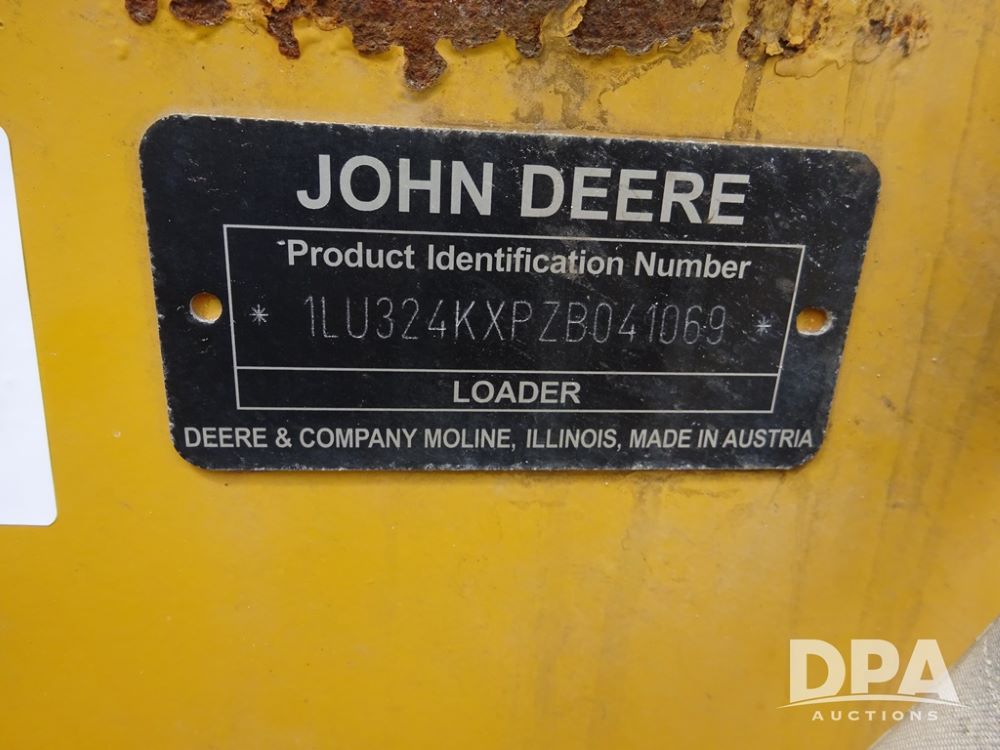 JOHN DEERE
Product Identification Number
* 1LU324KXPZB041069 *
LOADER
DEERE & COMPANY MOLINE, ILLINOIS, MADE IN AUSTRIA
DPA
AUCTIONS